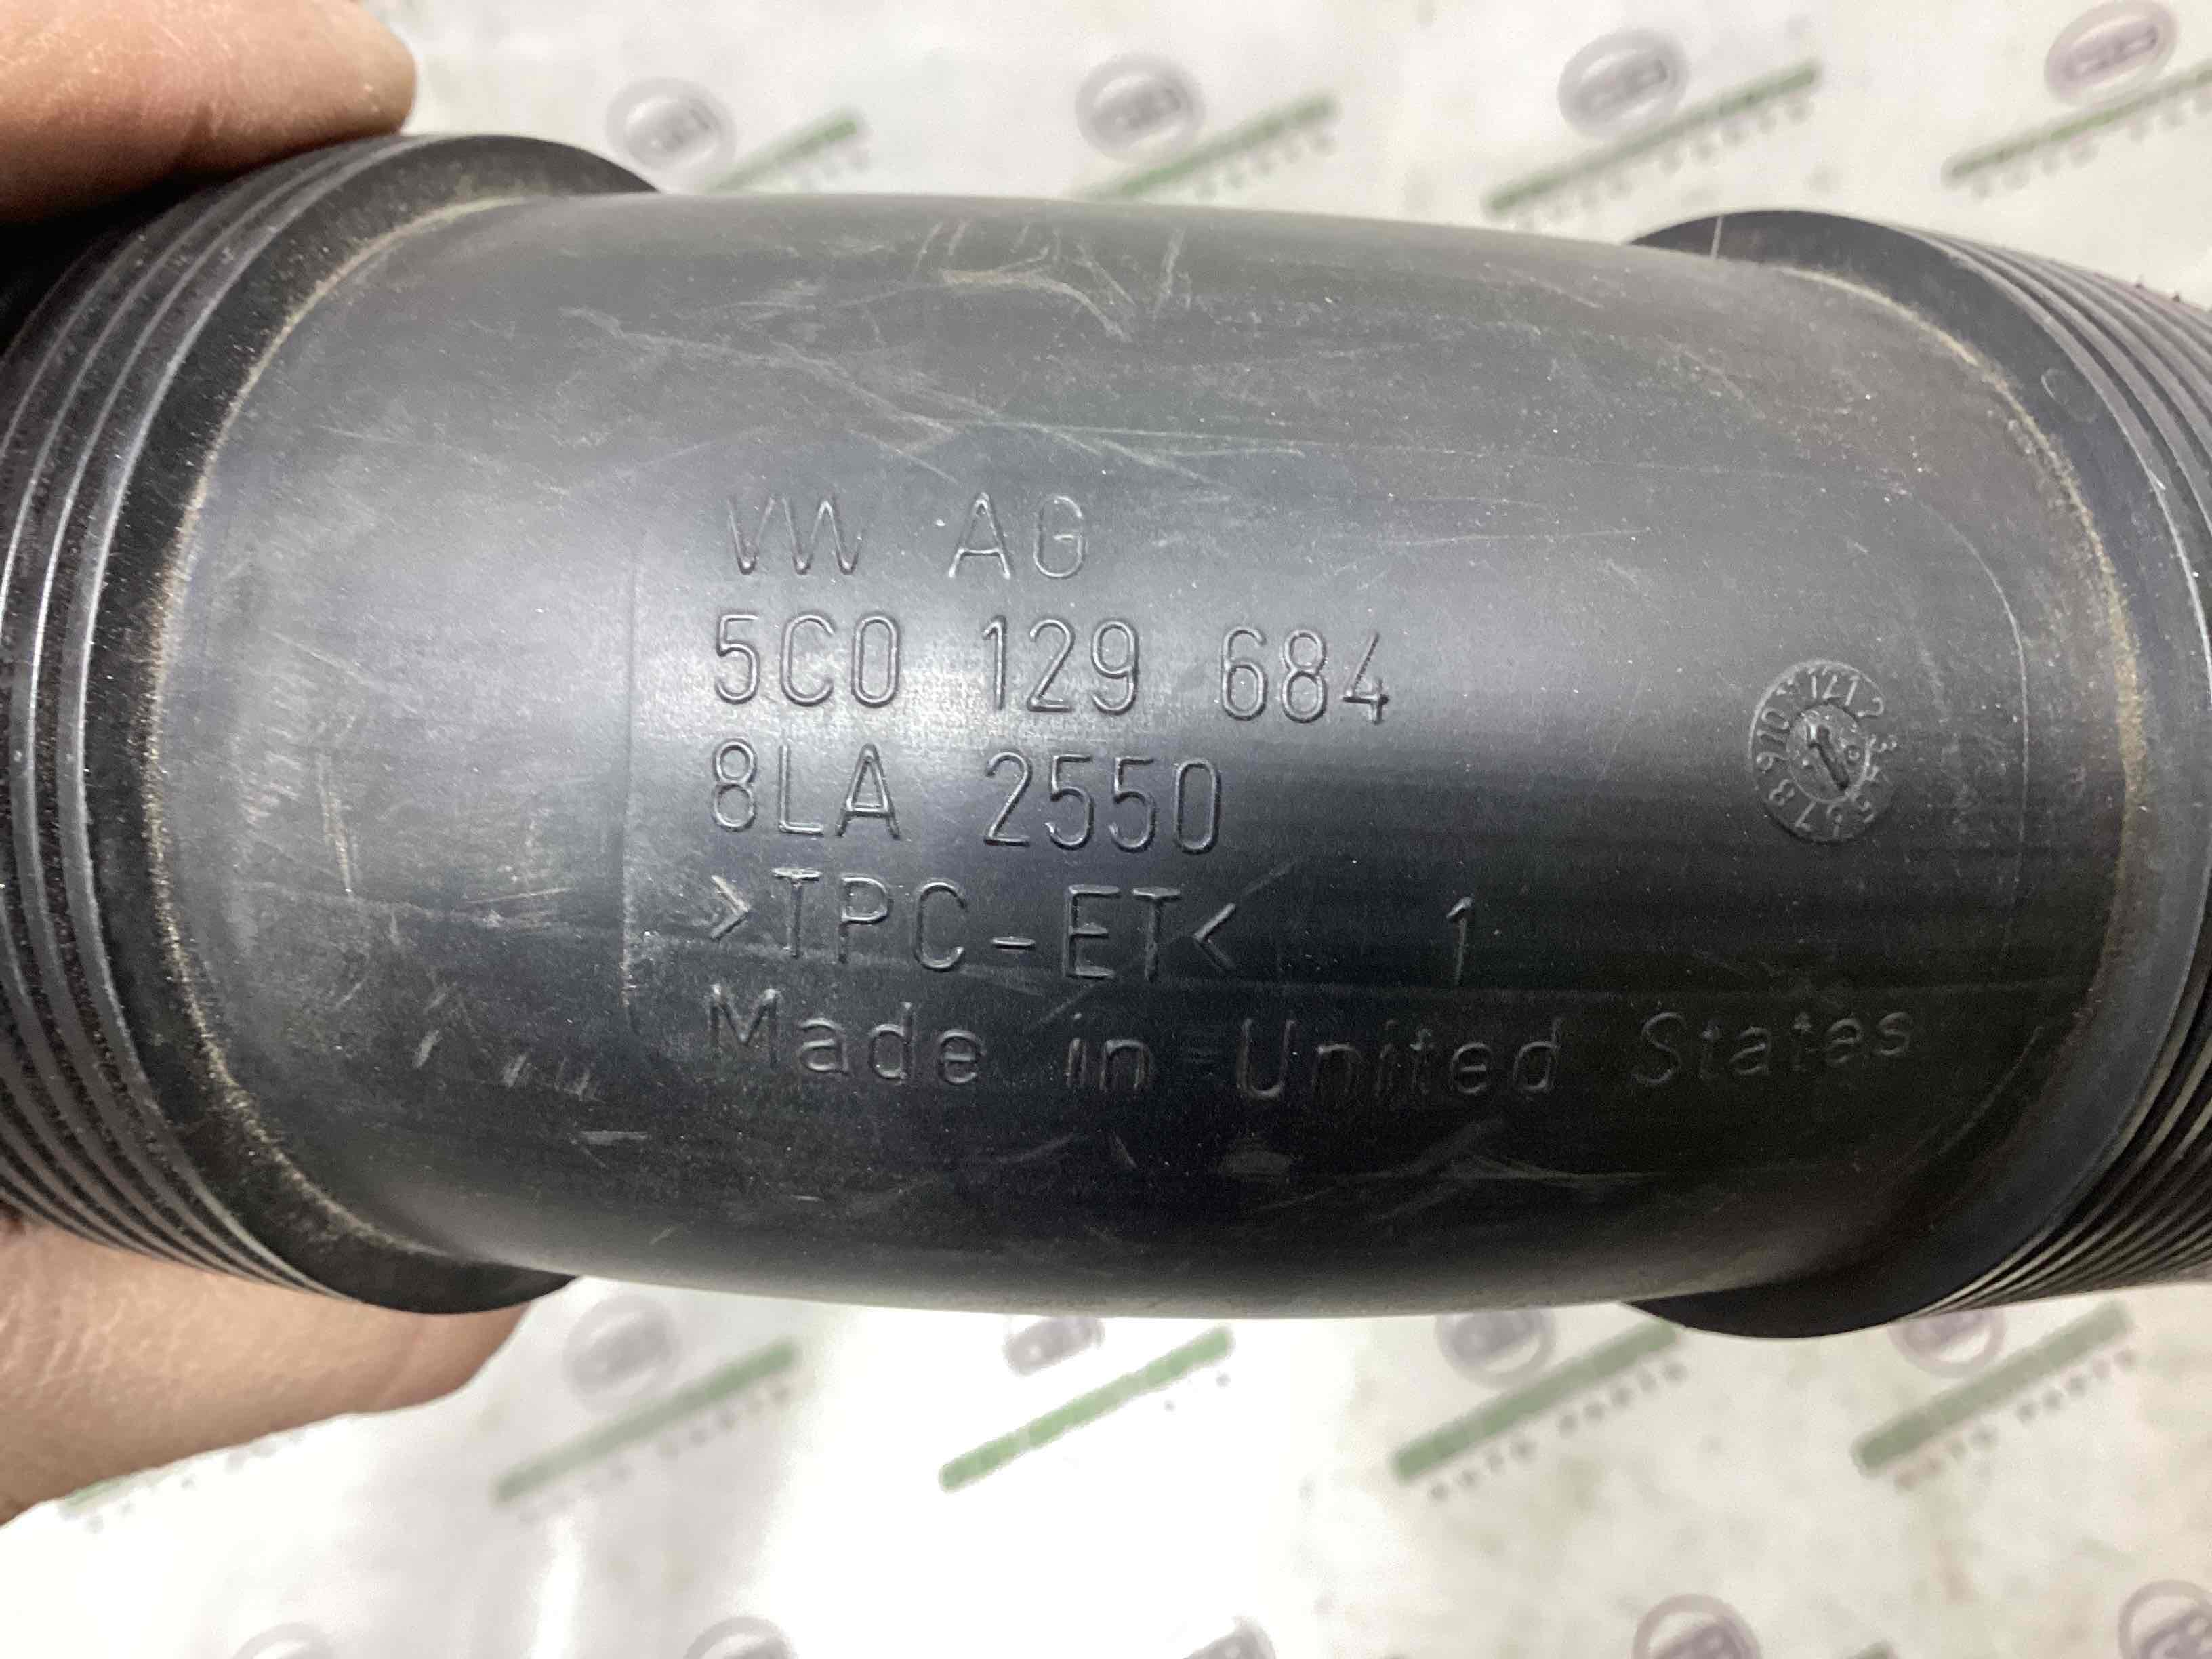 VW AG
5C0 129 684
8LA 2550
>TPC-ET< 1
Made in United States